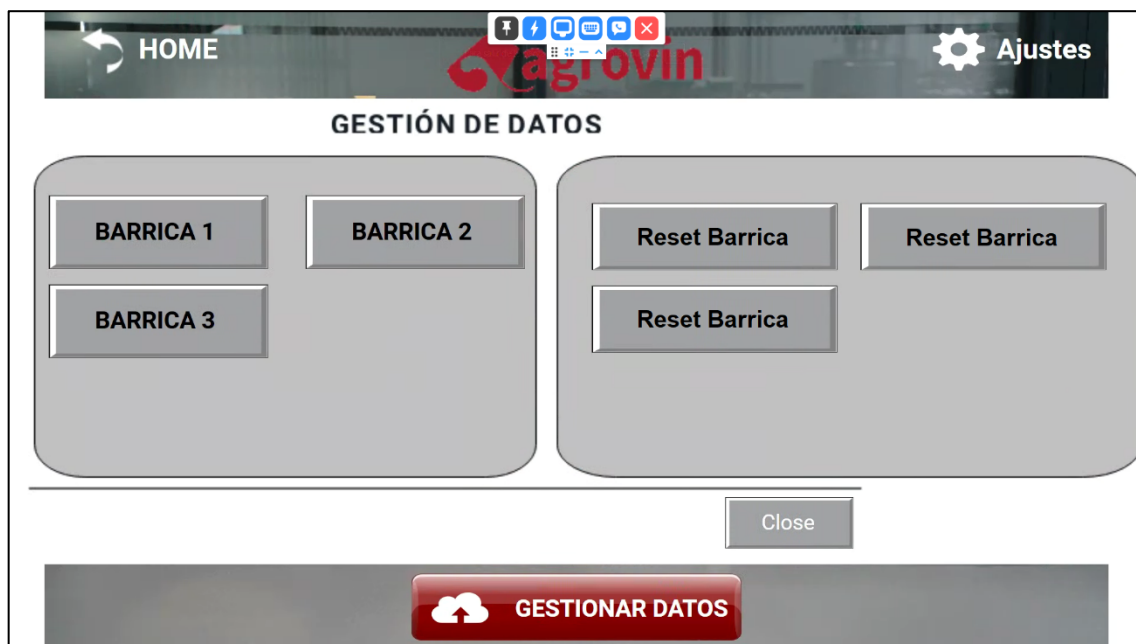 HOME
agrovin
Ajustes
GESTIÓN DE DATOS
BARRICA 1
BARRICA 2
Reset Barrica
Reset Barrica
BARRICA 3
Reset Barrica
Close
GESTIONAR DATOS